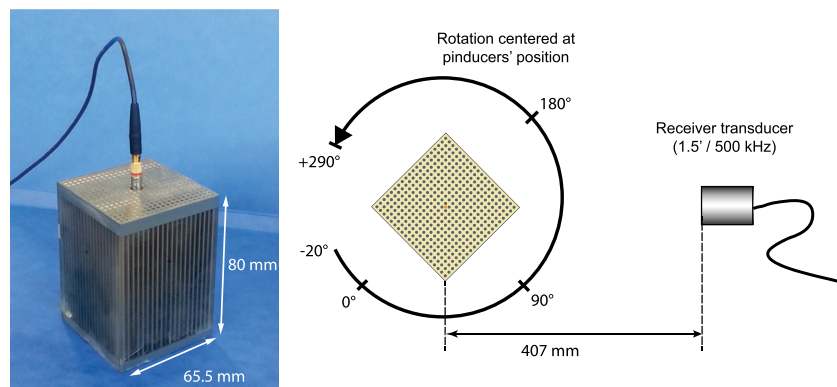 80 mm
65.5 mm
Rotation centered at
pinducers' position
180°
+290°
-20°
0°
90°
407 mm
Receiver transducer
(1.5' / 500 kHz)